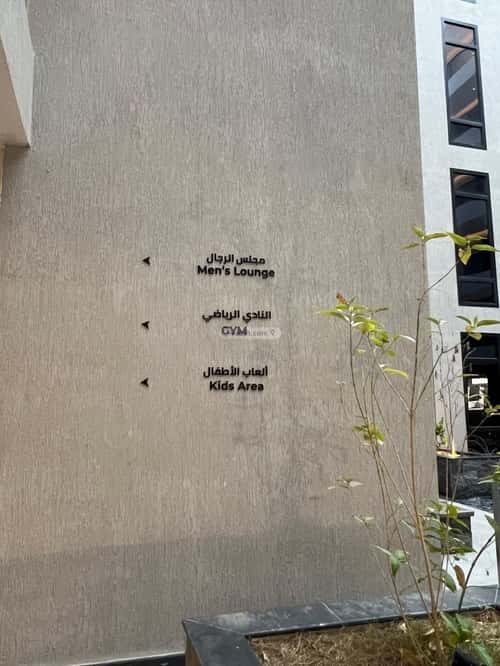 مجلس الرجال
Men's Lounge
النادي الرياضي
GYM
ألعاب الأطفال
Kids Area